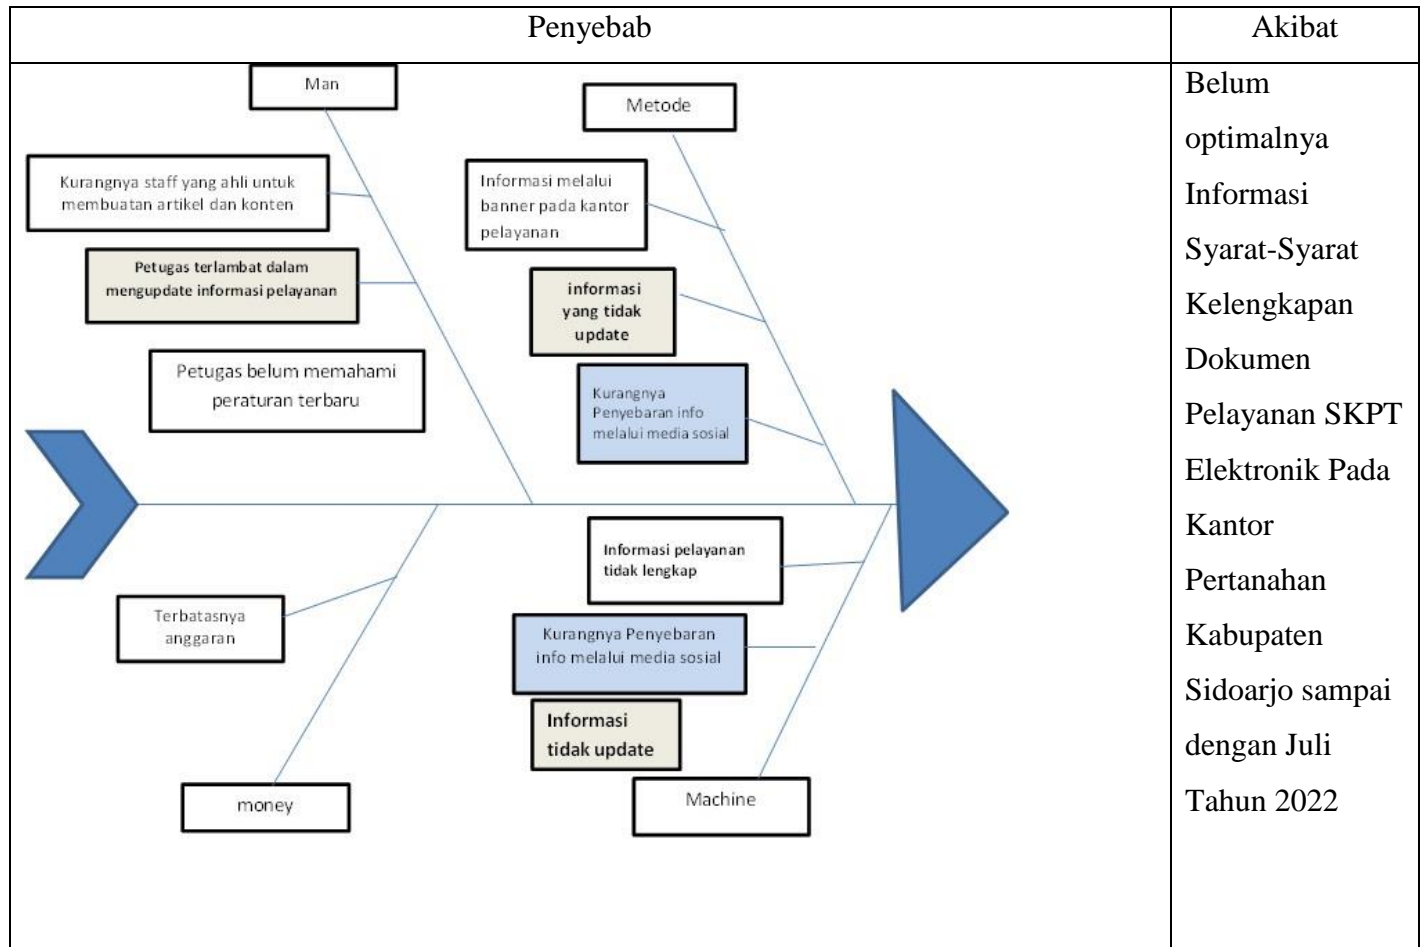 Penyebab
Akibat
Man
Kurangnya staff yang ahli untuk
membuatan artikel dan konten
Petugas terlambat dalam
mengupdate informasi pelayanan
Petugas belum memahami
peraturan terbaru
Metode
Informasi melalui
banner pada kantor
pelayanan
informasi
yang tidak
update
Kurangnya
Penyebaran info
melalui media sosial
Terbatasnya
anggaran
money
Informasi pelayanan
tidak lengkap
Kurangnya Penyebaran
info melalui media sosial
Informasi
tidak update
Machine
Belum
optimalnya
Informasi
Syarat-Syarat
Kelengkapan
Dokumen
Pelayanan SKPT
Elektronik Pada
Kantor
Pertanahan
Kabupaten
Sidoarjo sampai
dengan Juli
Tahun 2022